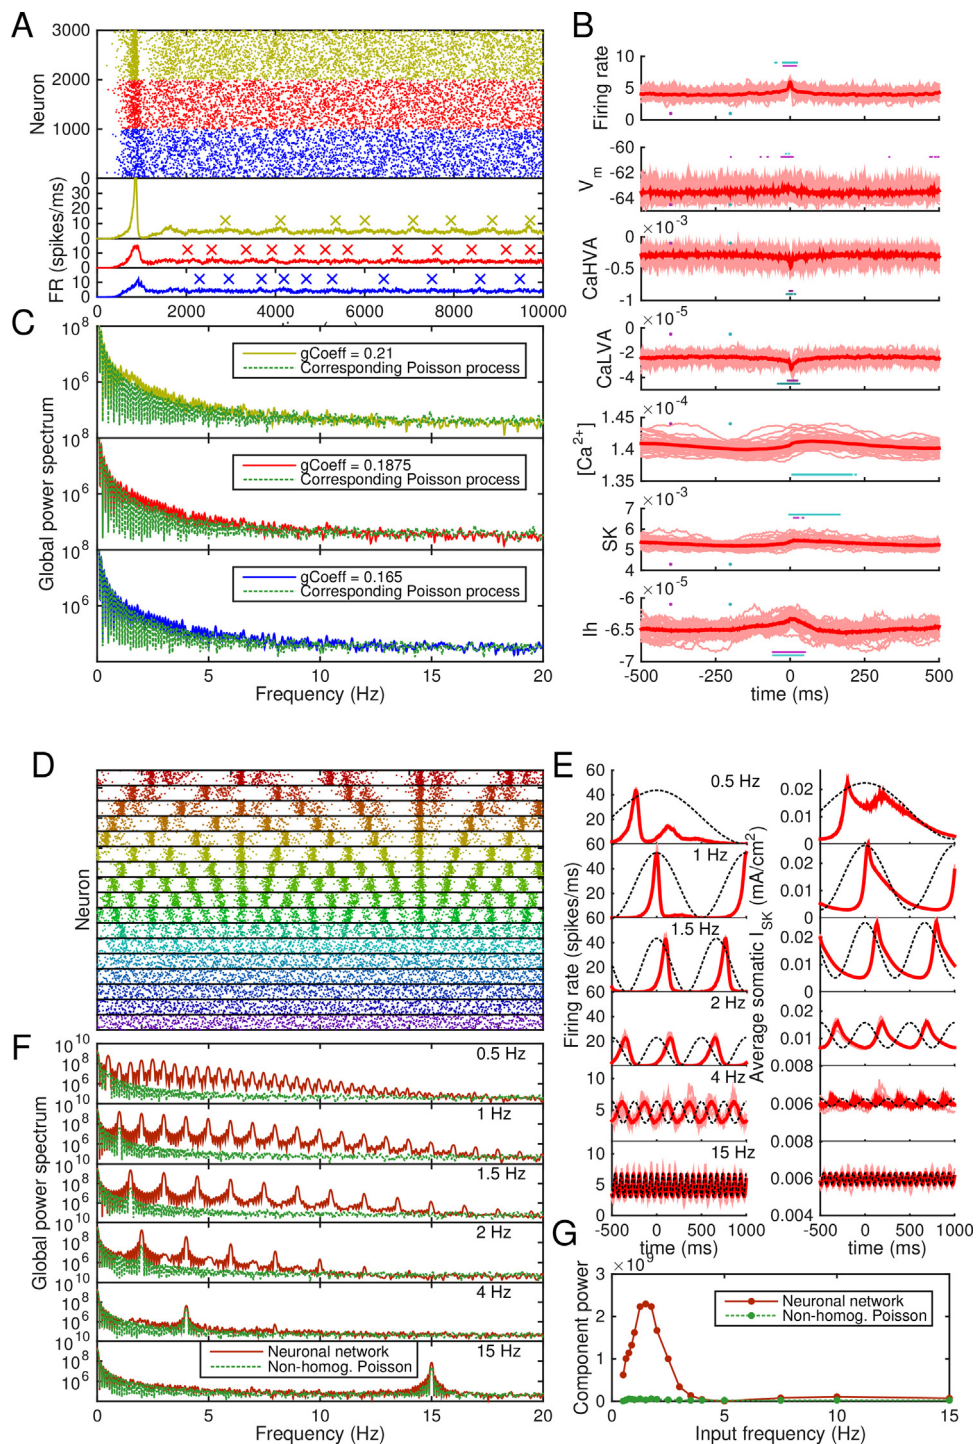 A
3000
2000
1000
0
Neuron
30
20
10
0
10
0
10
0
FR (spikes/ms)
0 2000 4000 6000 8000 10000
B
10
5
0
Firing rate
-60
-62
-64
V_m
×10^-3
0
-0.5
-1
CaHVA
×10^-5
0
-2
-4
CaLVA
×10^-4
1.45
1.4
1.35
[Ca^2+]
×10^-3
7
6
5
4
SK
×10^-5
-6
-6.5
-7
Ih
-500 -250 0 250 500
time (ms)
C
10^8
10^6
gCoeff = 0.21
Corresponding Poisson process
10^8
10^6
gCoeff = 0.1875
Corresponding Poisson process
10^8
10^6
gCoeff = 0.165
Corresponding Poisson process
Global power spectrum
0 5 10 15 20
Frequency (Hz)
D
Neuron
E
60
40
20
0.5 Hz
60
40
20
1 Hz
60
40
20
1.5 Hz
60
40
20
2 Hz
0
10
5
4 Hz
10
5
0
15 Hz
Firing rate (spikes/ms)
-500 0 500 1000
time (ms)
0.02
0.01
0
0.02
0.01
0
0.02
0.01
0
0.02
0.01
0.008
0.006
0.008
0.006
0.004
Average somatic I_SK (mA/cm²)
-500 0 500 1000
time (ms)
F
10^10
10^8
10^6
0.5 Hz
10^10
10^8
10^6
1 Hz
10^10
10^8
10^6
1.5 Hz
10^10
10^8
10^6
2 Hz
10^10
10^8
10^6
4 Hz
10^10
10^8
10^6
15 Hz
Neuronal network
Non-homog. Poisson
Global power spectrum
0 5 10 15 20
Frequency (Hz)
G
×10^9
3
2
1
0
Component power
Neuronal network
Non-homog. Poisson
0 5 10 15
Input frequency (Hz)